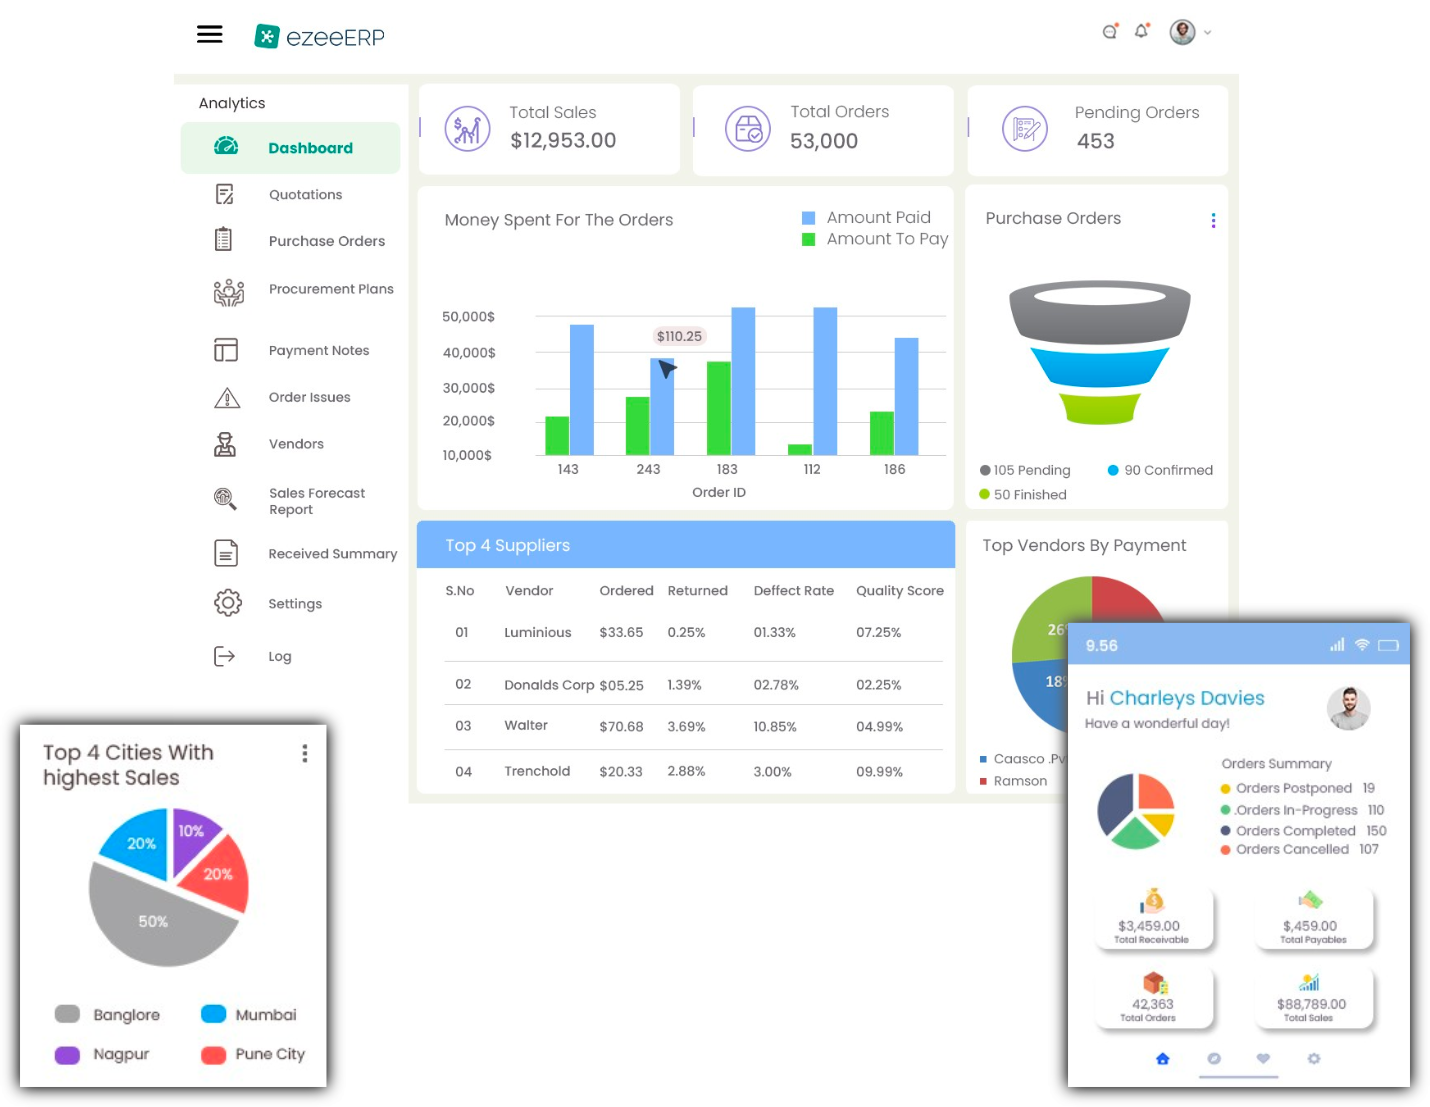 ezeeERP
Analytics
Dashboard
Quotations
Purchase Orders
Procurement Plans
Payment Notes
Order Issues
Vendors
Sales Forecast
Report
Received Summary
Settings
Log
Total Sales
$12,953.00
Total Orders
53,000
Pending Orders
453
Money Spent For The Orders
Amount Paid
Amount To Pay
50,000$
40,000$
30,000$
20,000$
10,000$
$110.25
143 243 183 112 186
Order ID
Purchase Orders
105 Pending 90 Confirmed
50 Finished
Top 4 Suppliers
S.No Vendor Ordered Returned Deffect Rate Quality Score
01 Luminious $33.65 0.25% 01.33% 07.25%
02 Donalds Corp $05.25 1.39% 02.78% 02.25%
03 Walter $70.68 3.69% 10.85% 04.99%
04 Trenchold $20.33 2.88% 3.00% 09.99%
Top Vendors By Payment
26
18
Caasco .Pv
Ramson
Top 4 Cities With
highest Sales
10%
20%
20%
50%
Banglore Mumbai
Nagpur Pune City
9.56
Hi Charleys Davies
Have a wonderful day!
Orders Summary
Orders Postponed 19
.Orders In-Progress 110
Orders Completed 150
Orders Cancelled 107
$3,459.00
Total Receivable
$,459.00
Total Payables
42,363
Total Orders
$88,789.00
Total Sales